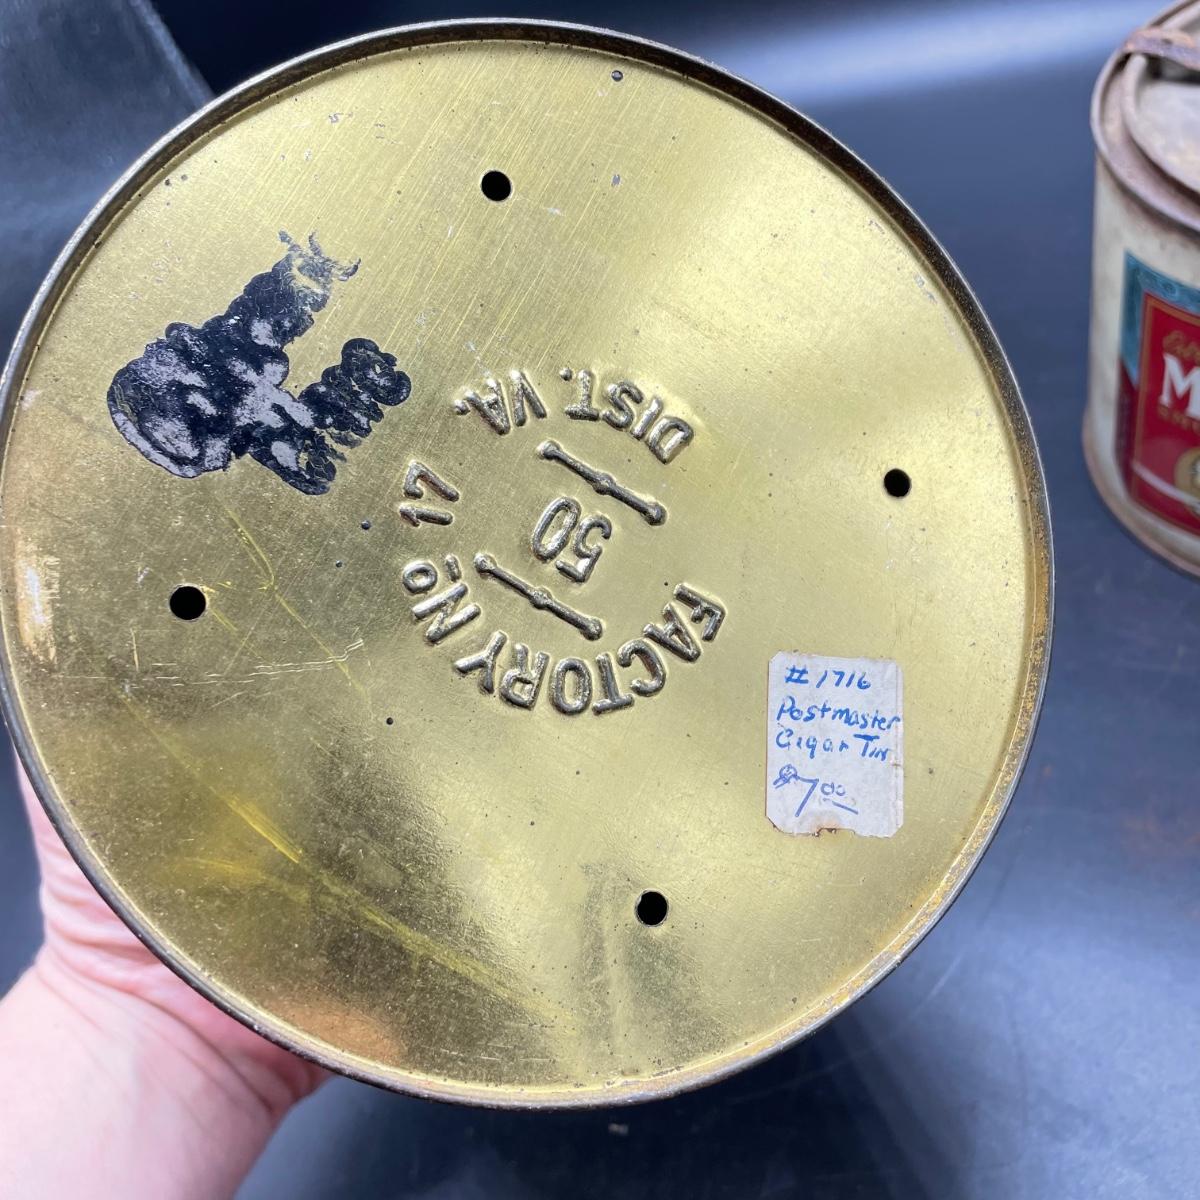 FACTORY No. 17
50
DIST. VA.
#1716
Postmaster
Cigar Tin
$7.00